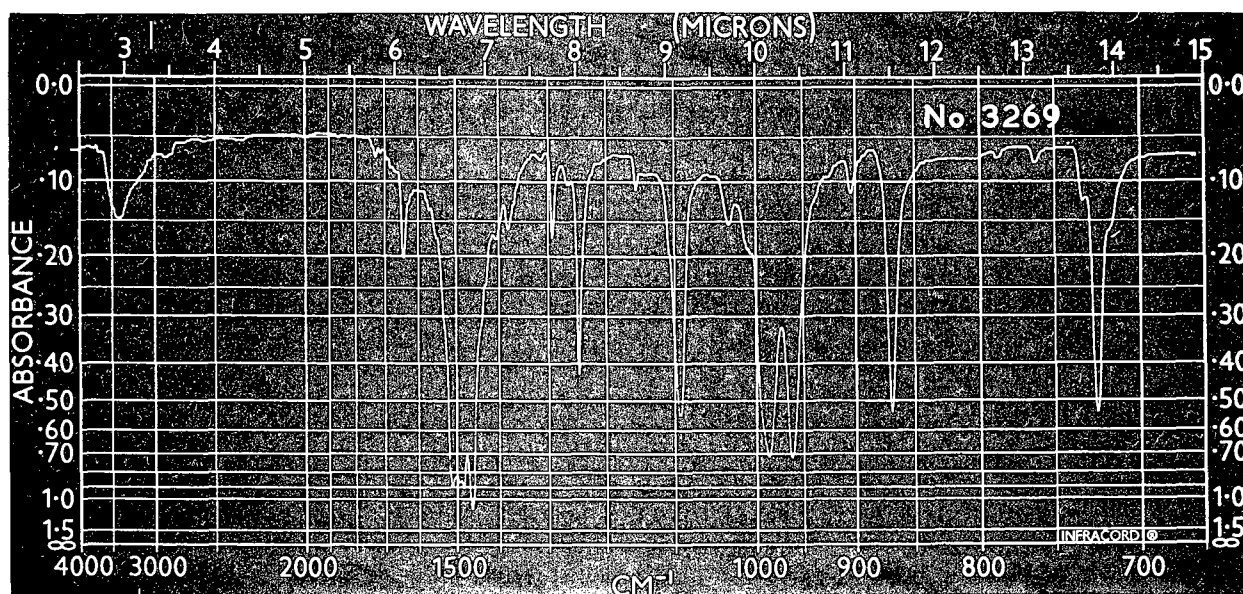 WAVELENGTH (MICRONS)
3 4 5 6 7 8 9 10 11 12 13 14 15
0·0 0·0
No 3269
·10 ·10
·20 ·20
·30 ·30
·40 ·40
·50 ·50
·60 ·60
·70 ·70
1·0 1·0
1·5 1·5
∞ ∞
ABSORBANCE
INFRACORD ®
4000 3000 2000 1500 1000 900 800 700
CM⁻¹